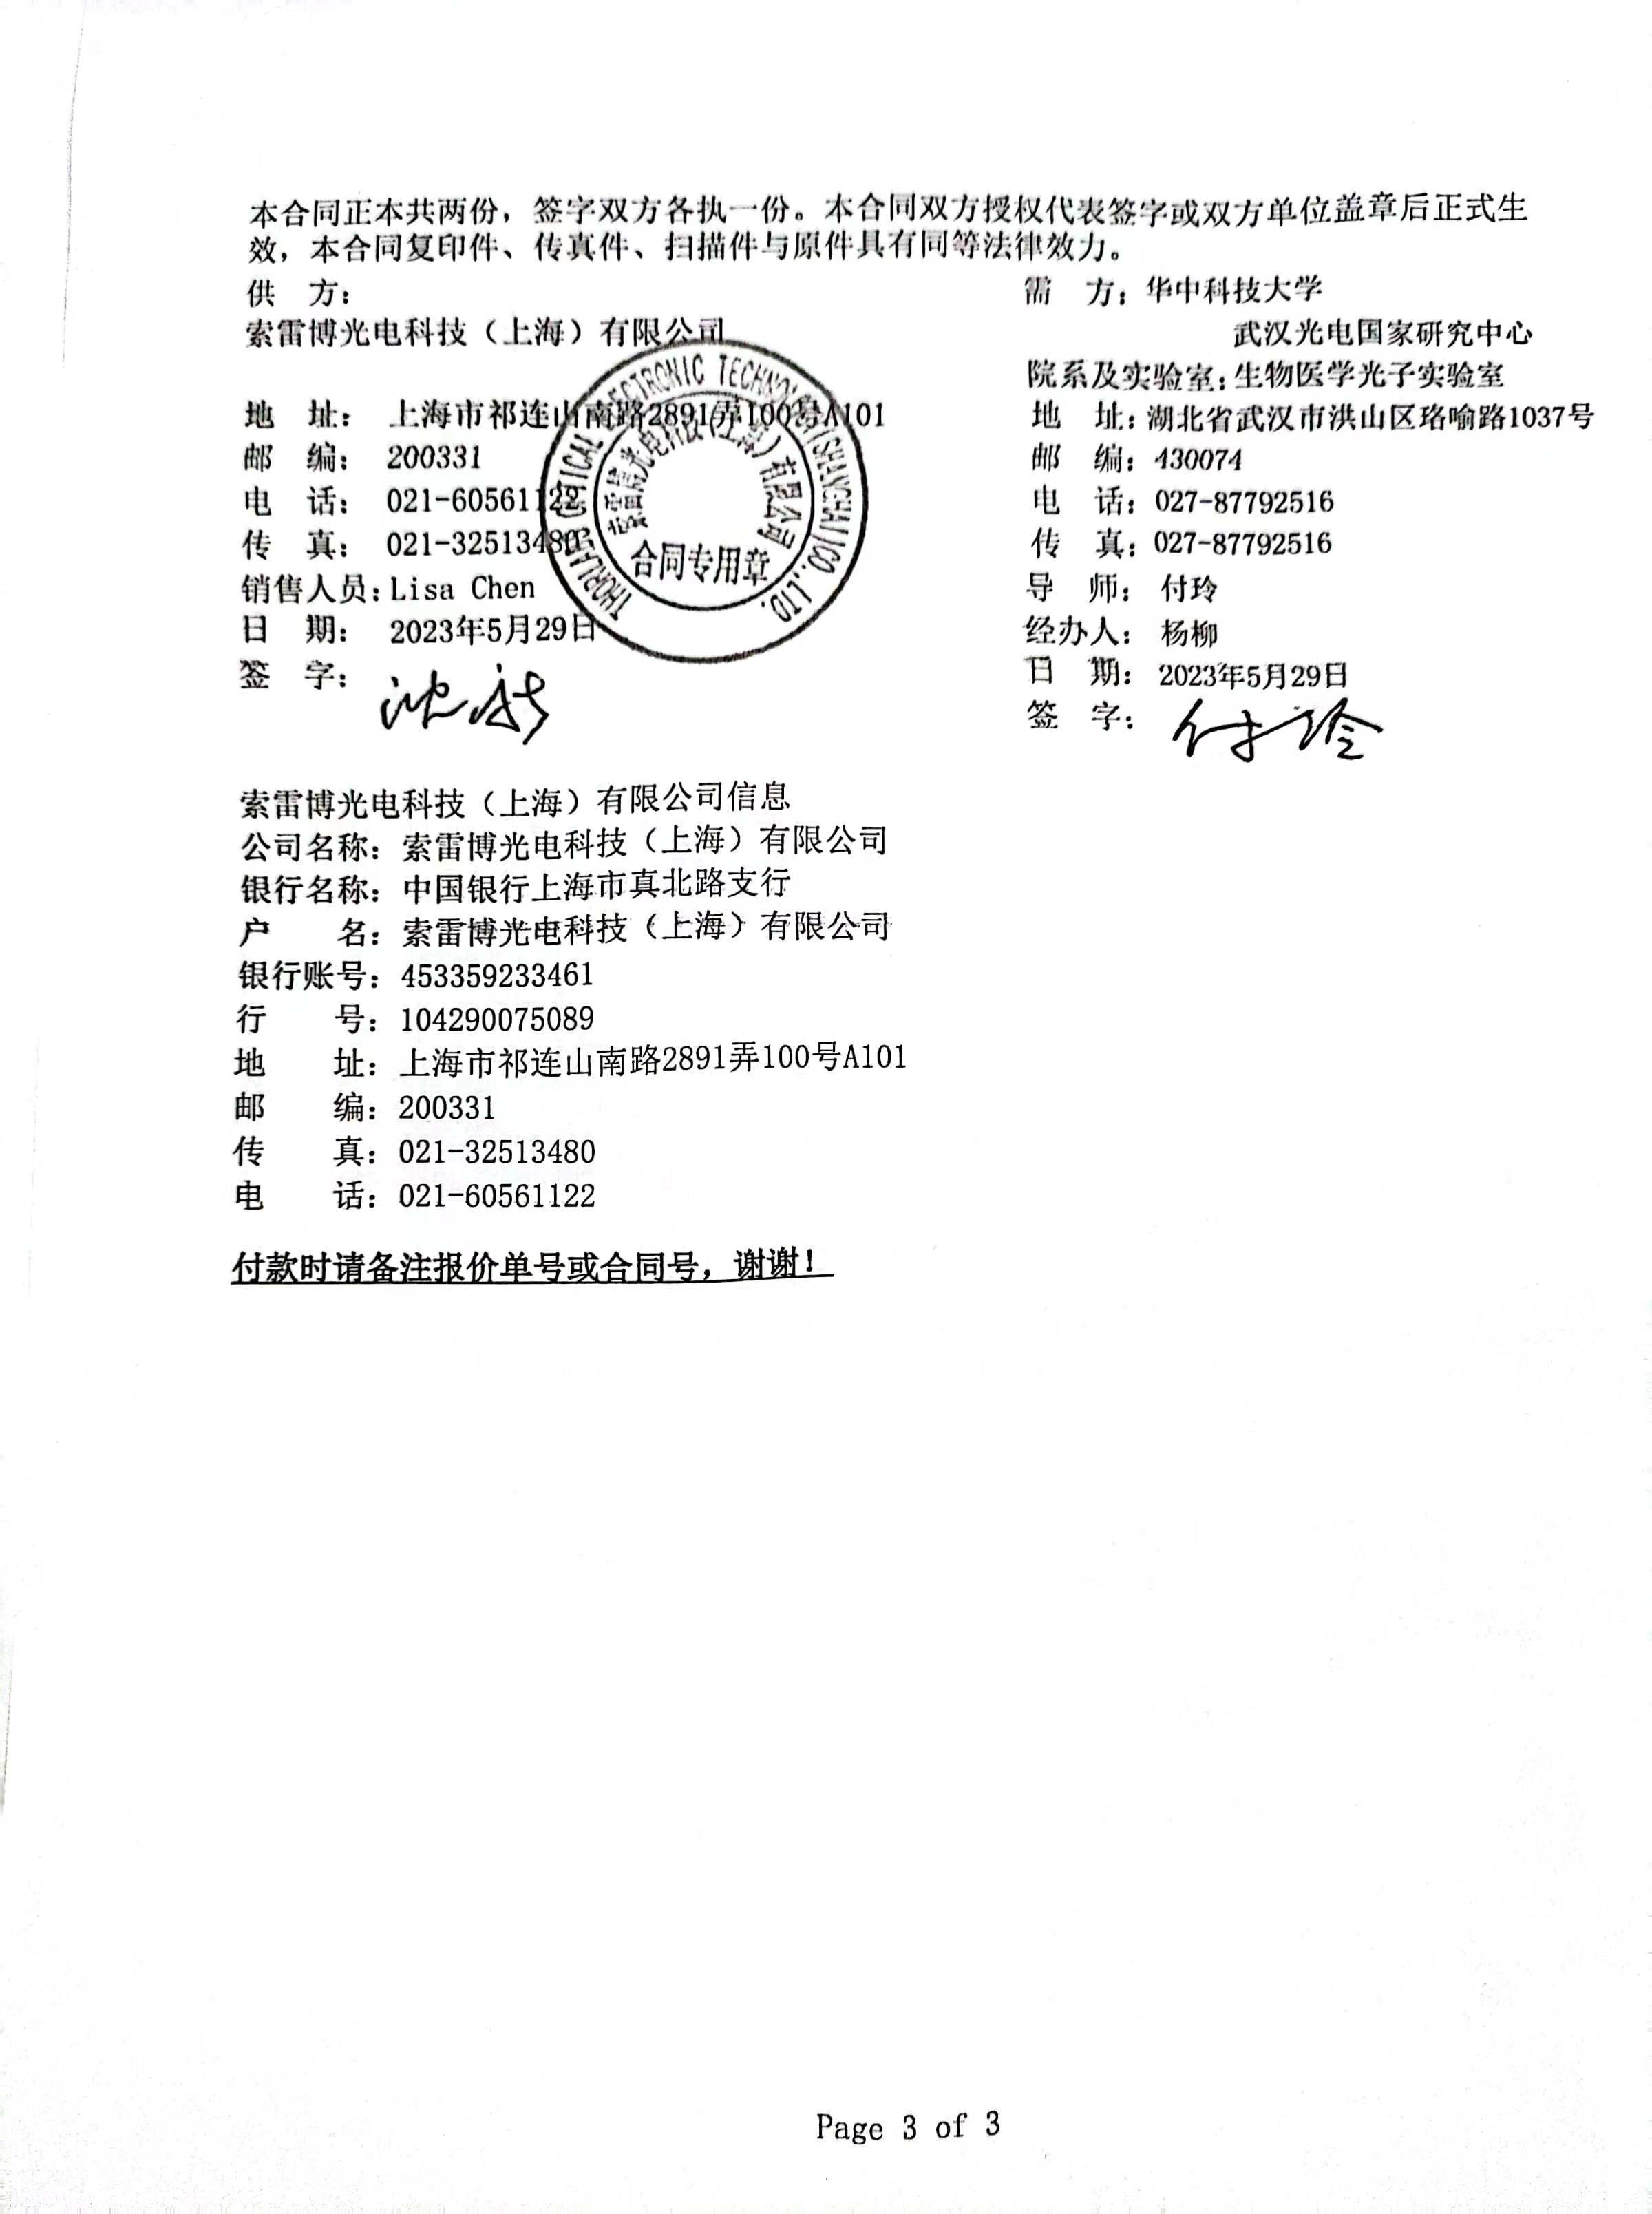 本合同正本共两份，签字双方各执一份。本合同双方授权代表签字或双方单位盖章后正式生
效，本合同复印件、传真件、扫描件与原件具有同等法律效力。
供 方：
索雷博光电科技（上海）有限公司
地 址： 上海市祁连山南路2891弄100号A101
邮 编： 200331
电 话： 021-60561122
传 真： 021-32513480
销售人员：Lisa Chen
日 期： 2023年5月29日
签 字：
需 方：华中科技大学
武汉光电国家研究中心
院系及实验室：生物医学光子实验室
地 址：湖北省武汉市洪山区珞喻路1037号
邮 编：430074
电 话：027-87792516
传 真：027-87792516
导 师： 付玲
经办人： 杨柳
日 期： 2023年5月29日
签 字： 付玲
THORLABS OPTICAL ELECTRONIC TECHNOLOGY (SHANGHAI) CO., LTD.
索雷博光电科技(上海)有限公司
合同专用章
索雷博光电科技（上海）有限公司信息
公司名称：索雷博光电科技（上海）有限公司
银行名称：中国银行上海市真北路支行
户 名：索雷博光电科技（上海）有限公司
银行账号：453359233461
行 号：104290075089
地 址：上海市祁连山南路2891弄100号A101
邮 编：200331
传 真：021-32513480
电 话：021-60561122
付款时请备注报价单号或合同号，谢谢！
Page 3 of 3